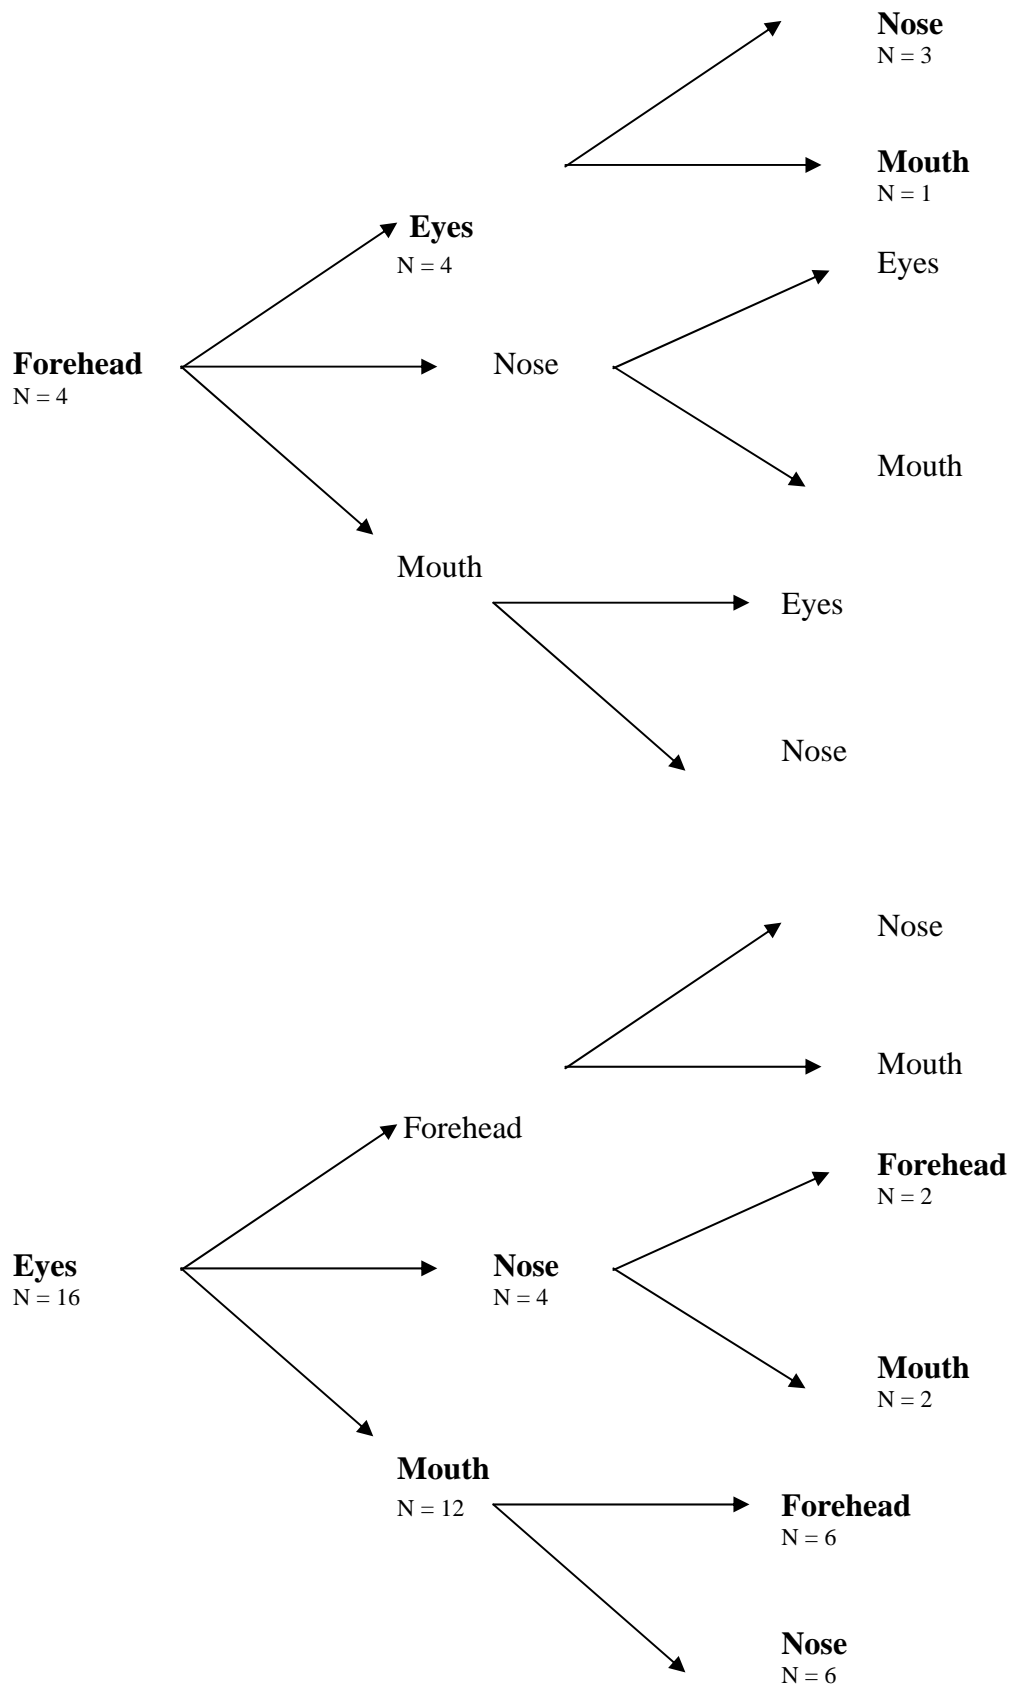 Nose
N = 3
Mouth
N = 1
Eyes
N = 4
Eyes
Forehead
N = 4
Nose
Mouth
Mouth
Eyes
Nose
Nose
Mouth
Forehead
Forehead
N = 2
Eyes
N = 16
Nose
N = 4
Mouth
N = 2
Mouth
N = 12
Forehead
N = 6
Nose
N = 6